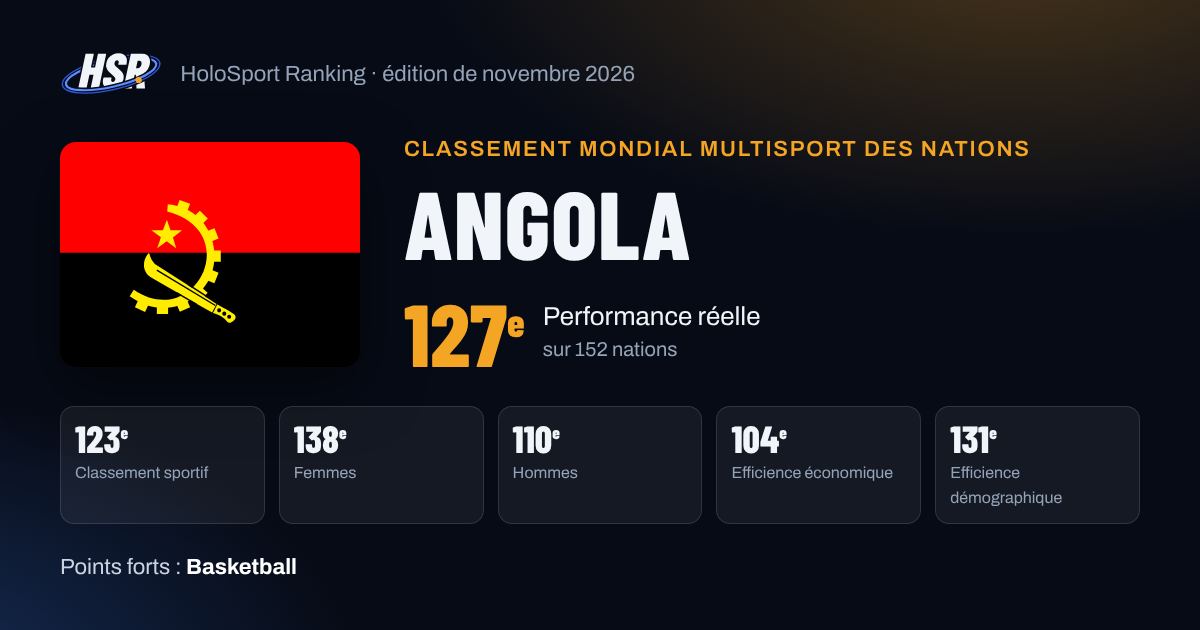 HSR
HoloSport Ranking · édition de novembre 2026
CLASSEMENT MONDIAL MULTISPORT DES NATIONS
ANGOLA
127e
Performance réelle
sur 152 nations
123e
Classement sportif
138e
Femmes
110e
Hommes
104e
Efficience économique
131e
Efficience
démographique
Points forts : Basketball